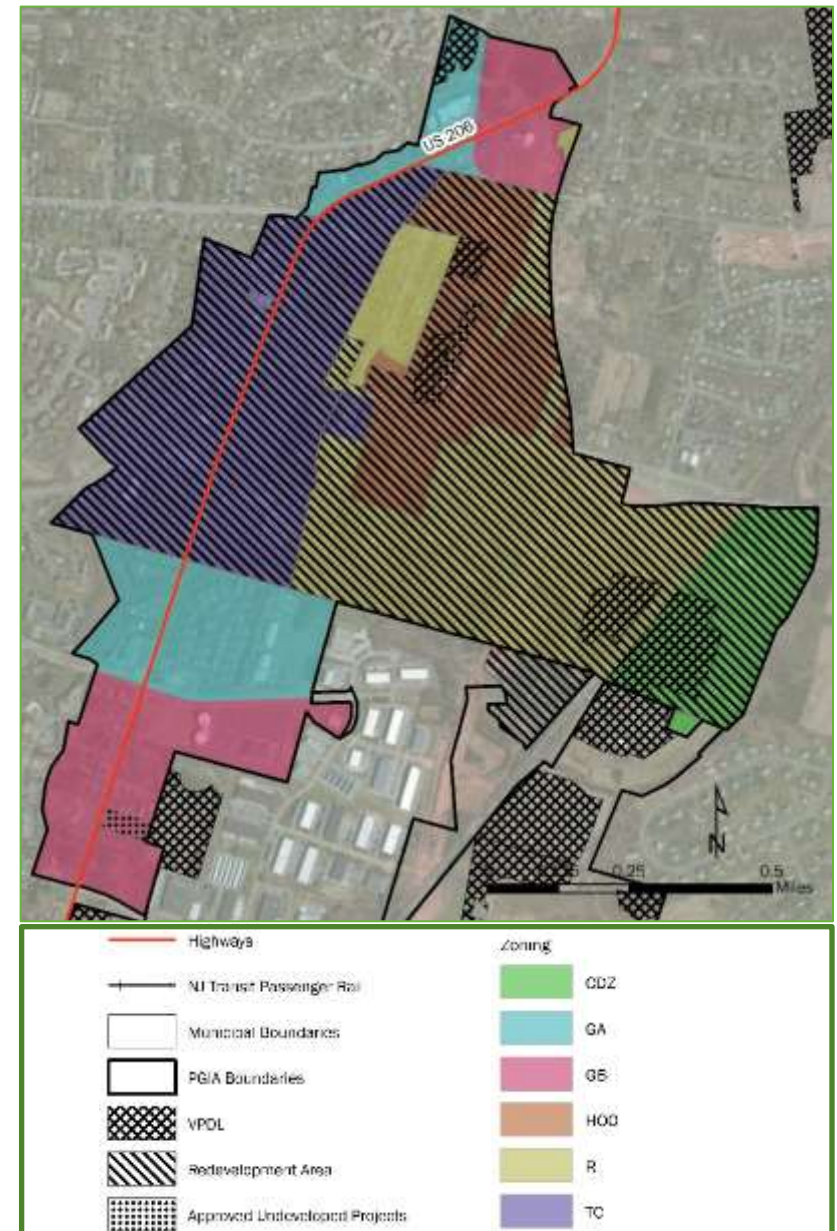 US 206
N
0.25
0.5
Miles
Highways
NJ Transit Passenger Rail
Municipal Boundaries
PGIA Boundaries
VPDL
Redevelopment Area
Approved Undeveloped Projects
Zoning
CDZ
GA
GB
HOO
R
TC